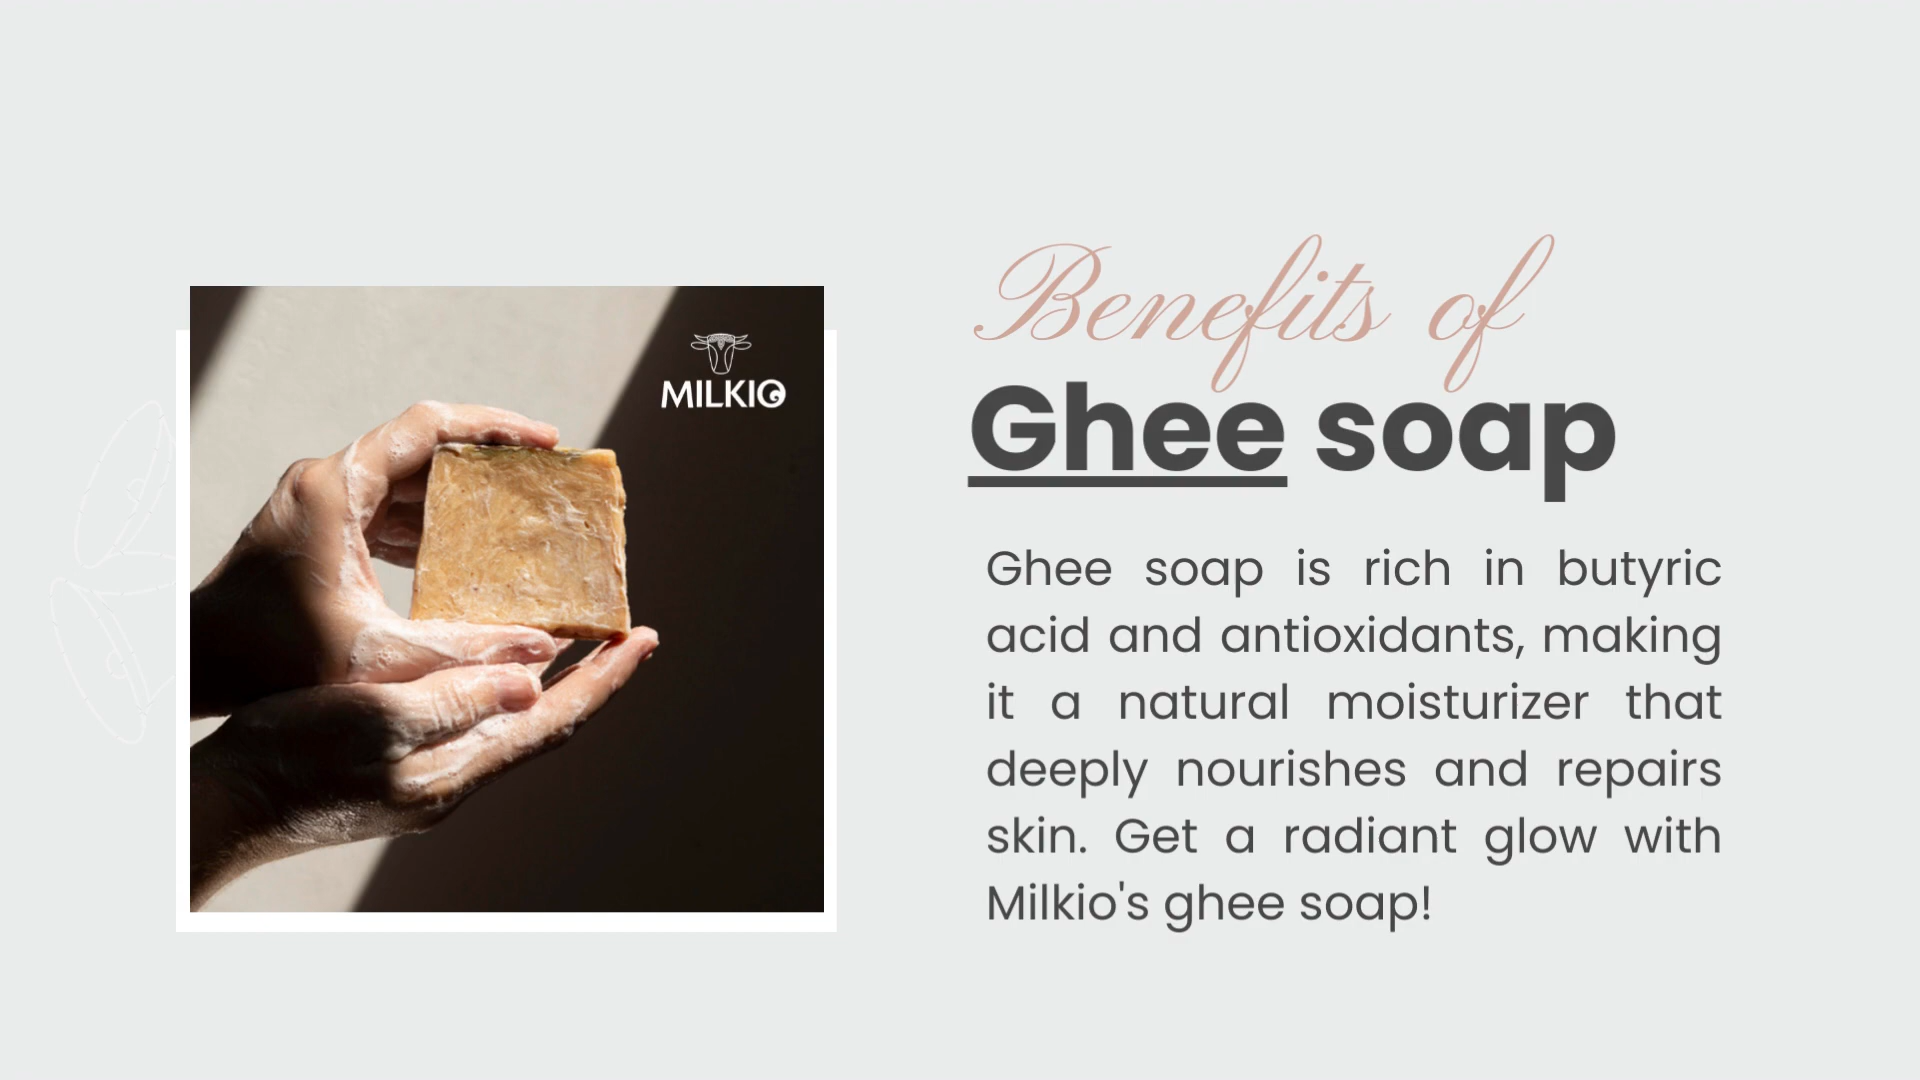 MILKIO
Benefits of
Ghee soap
Ghee soap is rich in butyric
acid and antioxidants, making
it a natural moisturizer that
deeply nourishes and repairs
skin. Get a radiant glow with
Milkio's ghee soap!